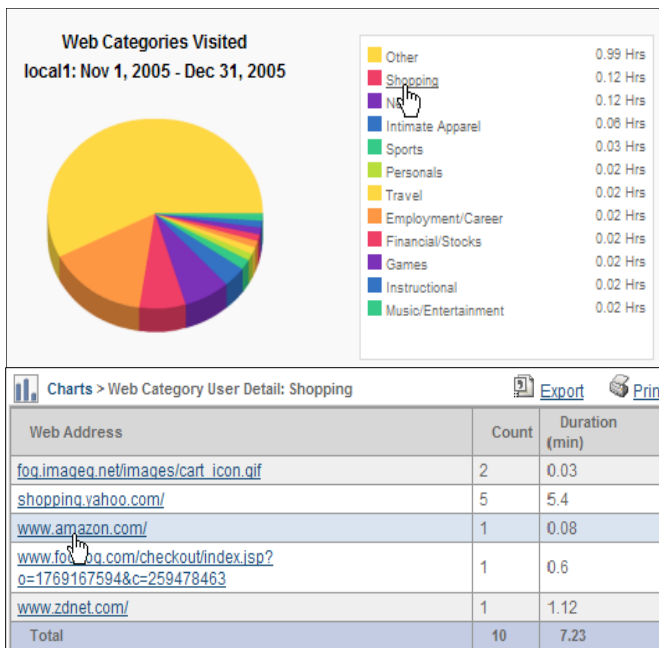 Web Categories Visited
local1: Nov 1, 2005 - Dec 31, 2005
Other 0.99 Hrs
Shopping 0.12 Hrs
0.12 Hrs
Intimate Apparel 0.06 Hrs
Sports 0.03 Hrs
Personals 0.02 Hrs
Travel 0.02 Hrs
Employment/Career 0.02 Hrs
Financial/Stocks 0.02 Hrs
Games 0.02 Hrs
Instructional 0.02 Hrs
Music/Entertainment 0.02 Hrs
Charts > Web Category User Detail: Shopping Export Prin
Web Address Count Duration
(min)
fog.imageg.net/images/cart_icon.gif 2 0.03
shopping.yahoo.com/ 5 5.4
www.amazon.com/ 1 0.08
o=1769167594&c=259478463 1 0.6
www.zdnet.com/ 1 1.12
Total 10 7.23